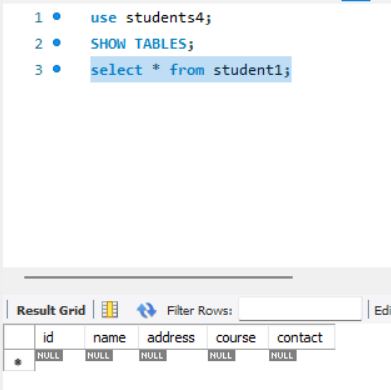 1 use students4;
2 SHOW TABLES;
3 select * from student1;
Result Grid Filter Rows: Edi
id name address course contact
* NULL NULL NULL NULL NULL